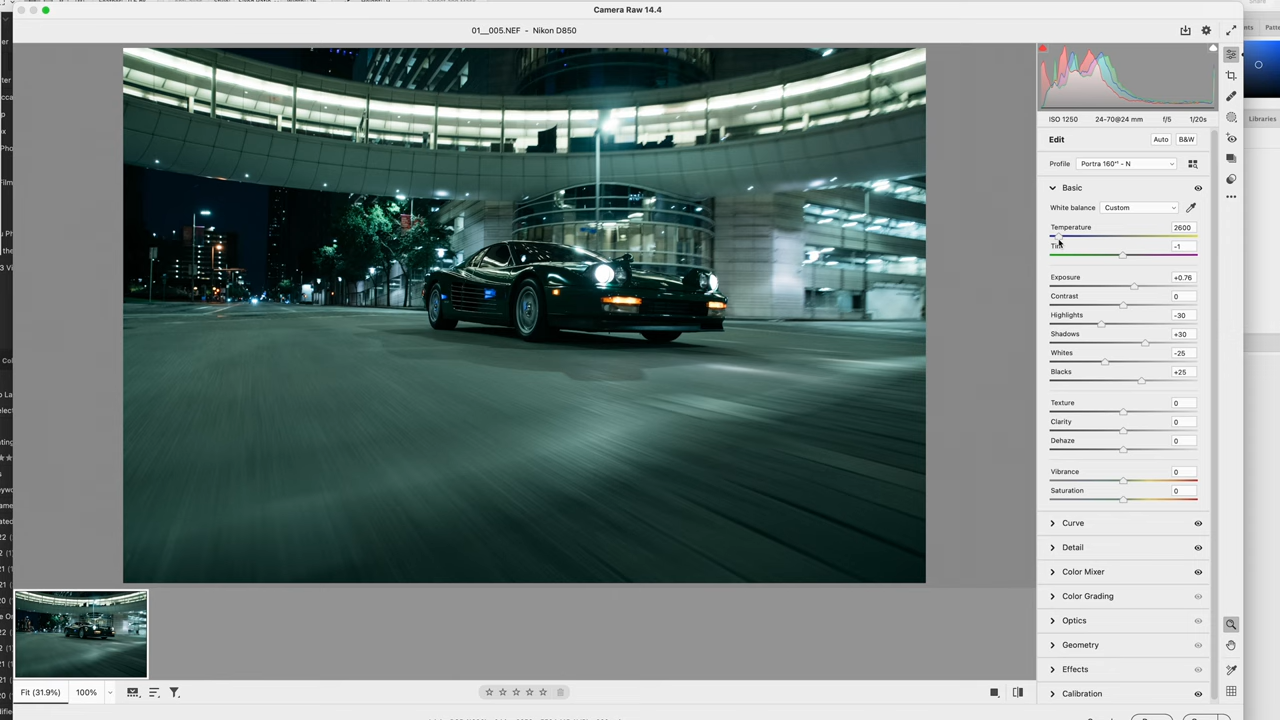 Camera Raw 14.4
01__005.NEF - Nikon D850
ISO 1250 24-70@24 mm f/5 1/20s
Edit Auto B&W
Profile Portra 160⁺¹ - N
Basic
White balance Custom
Temperature 2600
Tint -1
Exposure +0.76
Contrast 0
Highlights -30
Shadows +30
Whites -25
Blacks +25
Texture 0
Clarity 0
Dehaze 0
Vibrance 0
Saturation 0
Curve
Detail
Color Mixer
Color Grading
Optics
Geometry
Effects
Calibration
Fit (31.9%) 100%
Libraries